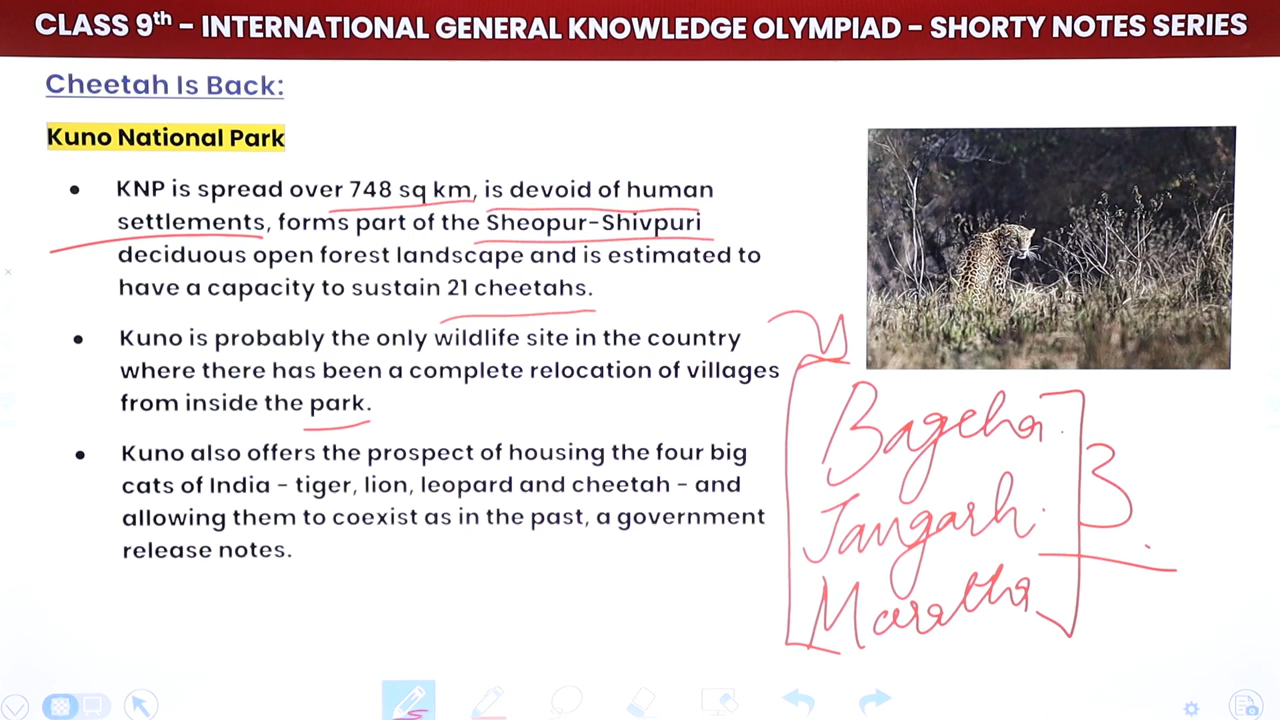 CLASS 9th – INTERNATIONAL GENERAL KNOWLEDGE OLYMPIAD – SHORTY NOTES SERIES
Cheetah Is Back:
Kuno National Park
• KNP is spread over 748 sq km, is devoid of human
settlements, forms part of the Sheopur-Shivpuri
deciduous open forest landscape and is estimated to
have a capacity to sustain 21 cheetahs.
• Kuno is probably the only wildlife site in the country
where there has been a complete relocation of villages
from inside the park.
• Kuno also offers the prospect of housing the four big
cats of India – tiger, lion, leopard and cheetah – and
allowing them to coexist as in the past, a government
release notes.
Bageha
Jangarh
Maratha
3